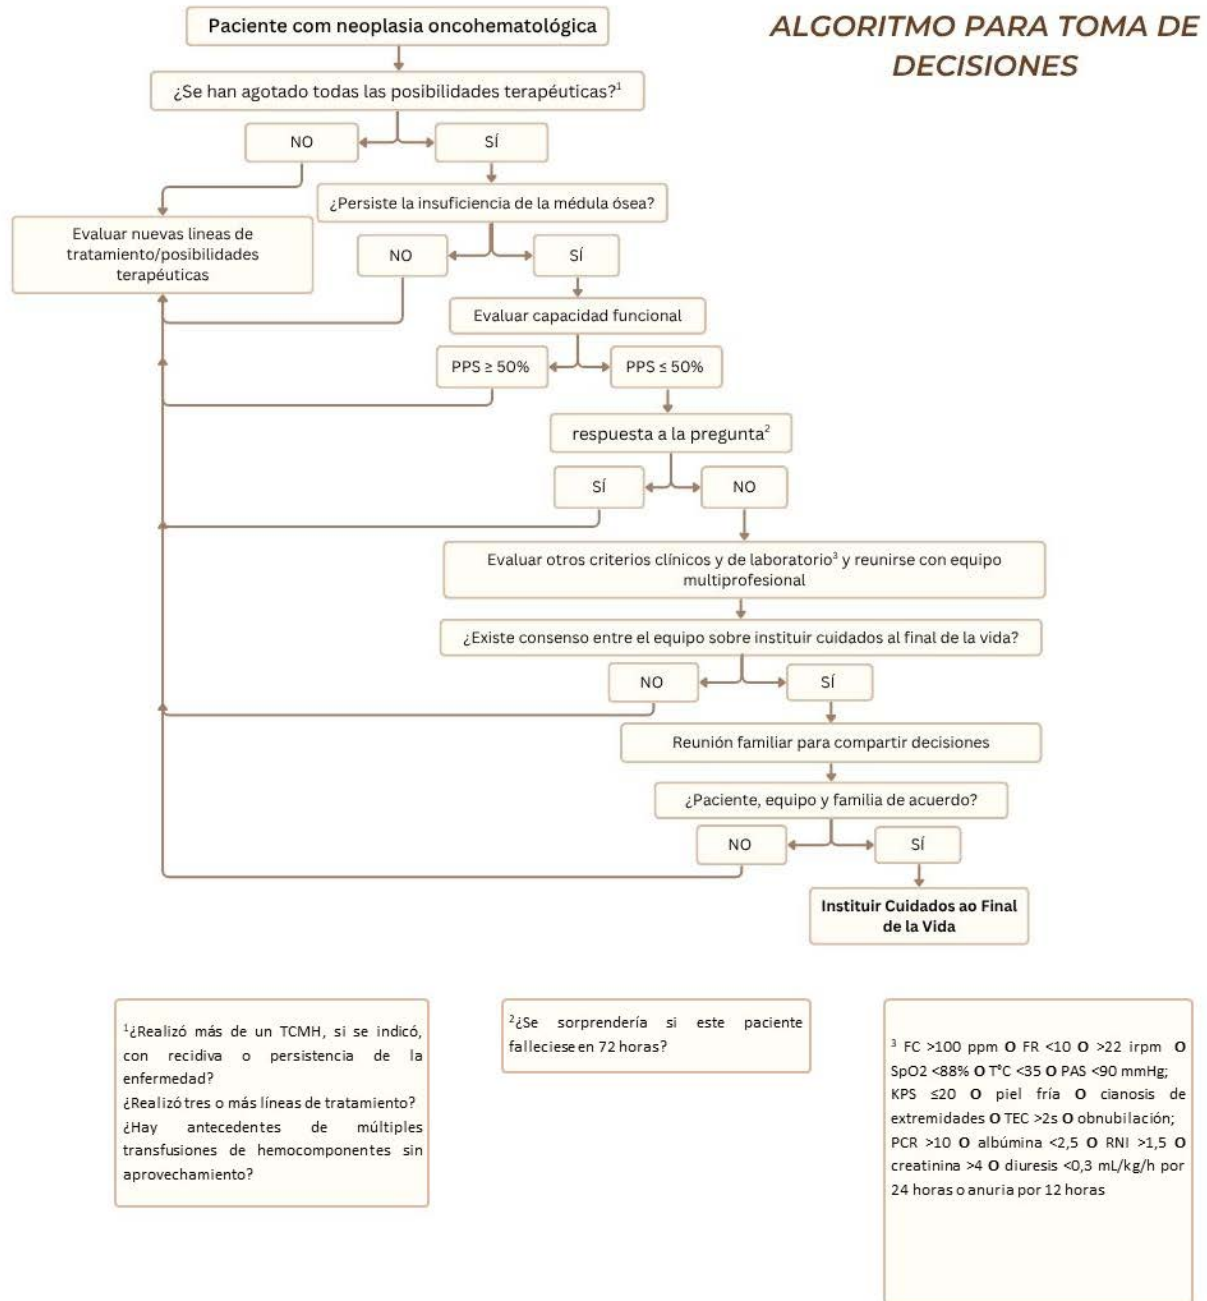 ALGORITMO PARA TOMA DE
DECISIONES
Paciente com neoplasia oncohematológica
¿Se han agotado todas las posibilidades terapéuticas?¹
NO
SÍ
¿Persiste la insuficiencia de la médula ósea?
Evaluar nuevas lineas de
tratamiento/posibilidades
terapéuticas
NO
SÍ
Evaluar capacidad funcional
PPS ≥ 50%
PPS ≤ 50%
respuesta a la pregunta²
SÍ
NO
Evaluar otros criterios clínicos y de laboratorio³ y reunirse con equipo
multiprofesional
¿Existe consenso entre el equipo sobre instituir cuidados al final de la vida?
NO
SÍ
Reunión familiar para compartir decisiones
¿Paciente, equipo y familia de acuerdo?
NO
SÍ
Instituir Cuidados ao Final
de la Vida
¹¿Realizó más de un TCMH, si se indicó,
con recidiva o persistencia de la
enfermedad?
¿Realizó tres o más líneas de tratamiento?
¿Hay antecedentes de múltiples
transfusiones de hemocomponentes sin
aprovechamiento?
²¿Se sorprendería si este paciente
falleciese en 72 horas?
³ FC >100 ppm O FR <10 O >22 irpm O
SpO2 <88% O T°C <35 O PAS <90 mmHg;
KPS ≤20 O piel fría O cianosis de
extremidades O TEC >2s O obnubilación;
PCR >10 O albúmina <2,5 O RNI >1,5 O
creatinina >4 O diuresis <0,3 mL/kg/h por
24 horas o anuria por 12 horas